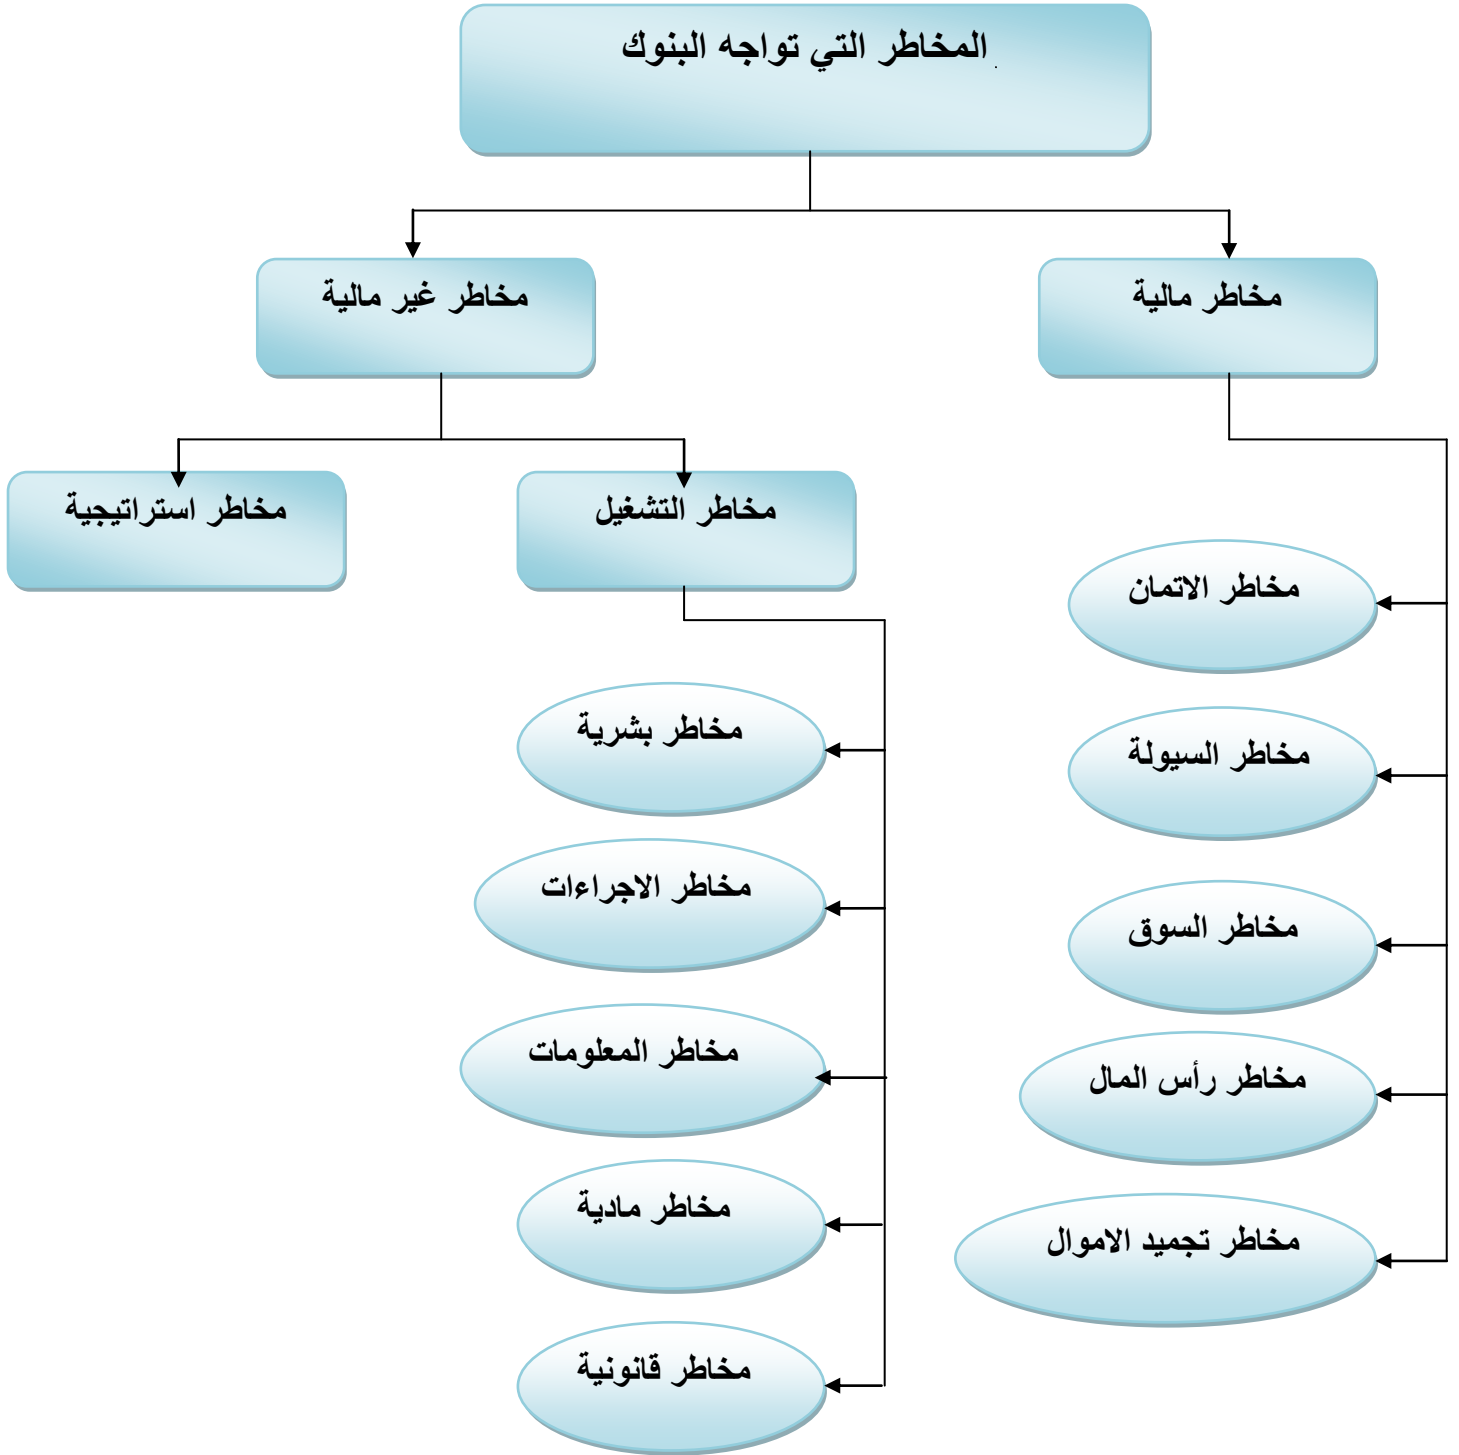 المخاطر التي تواجه البنوك
مخاطر مالية
مخاطر غير مالية
مخاطر التشغيل
مخاطر استراتيجية
مخاطر الاتمان
مخاطر السيولة
مخاطر السوق
مخاطر رأس المال
مخاطر تجميد الاموال
مخاطر بشرية
مخاطر الاجراءات
مخاطر المعلومات
مخاطر مادية
مخاطر قانونية